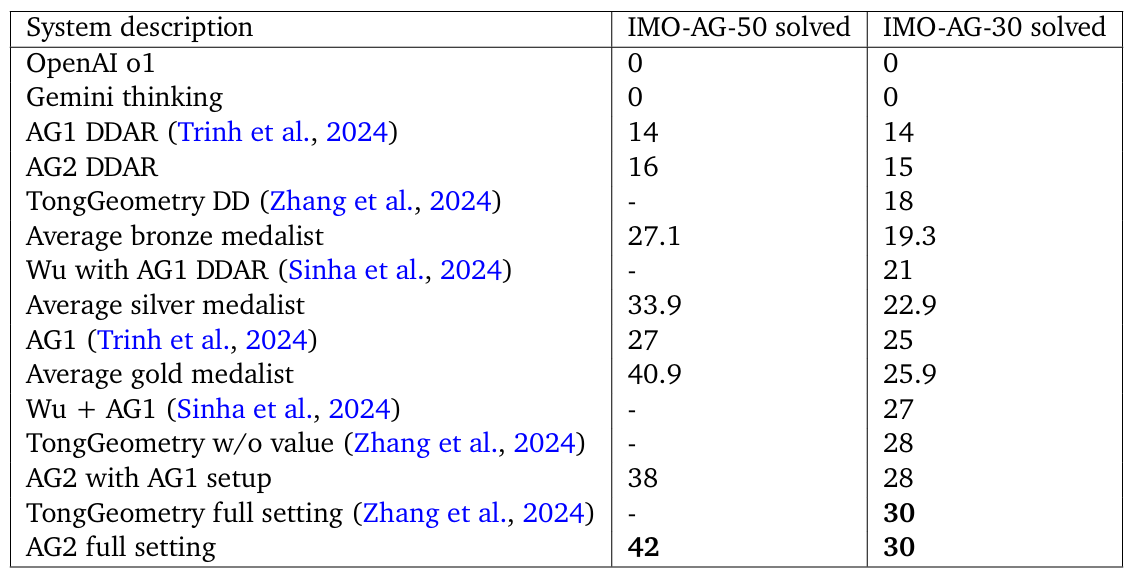 System description IMO-AG-50 solved IMO-AG-30 solved
OpenAI o1 0 0
Gemini thinking 0 0
AG1 DDAR (Trinh et al., 2024) 14 14
AG2 DDAR 16 15
TongGeometry DD (Zhang et al., 2024) - 18
Average bronze medalist 27.1 19.3
Wu with AG1 DDAR (Sinha et al., 2024) - 21
Average silver medalist 33.9 22.9
AG1 (Trinh et al., 2024) 27 25
Average gold medalist 40.9 25.9
Wu + AG1 (Sinha et al., 2024) - 27
TongGeometry w/o value (Zhang et al., 2024) - 28
AG2 with AG1 setup 38 28
TongGeometry full setting (Zhang et al., 2024) - 30
AG2 full setting 42 30